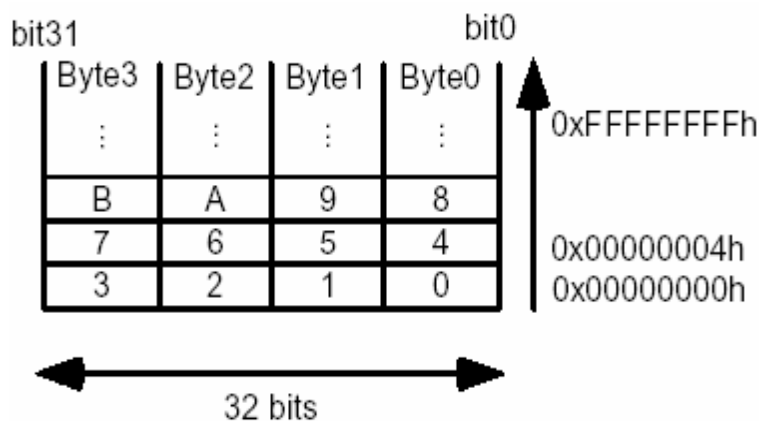 bit31 bit0
Byte3 Byte2 Byte1 Byte0
⋮ ⋮ ⋮ ⋮ 0xFFFFFFFFh
B A 9 8
7 6 5 4 0x00000004h
3 2 1 0 0x00000000h
32 bits